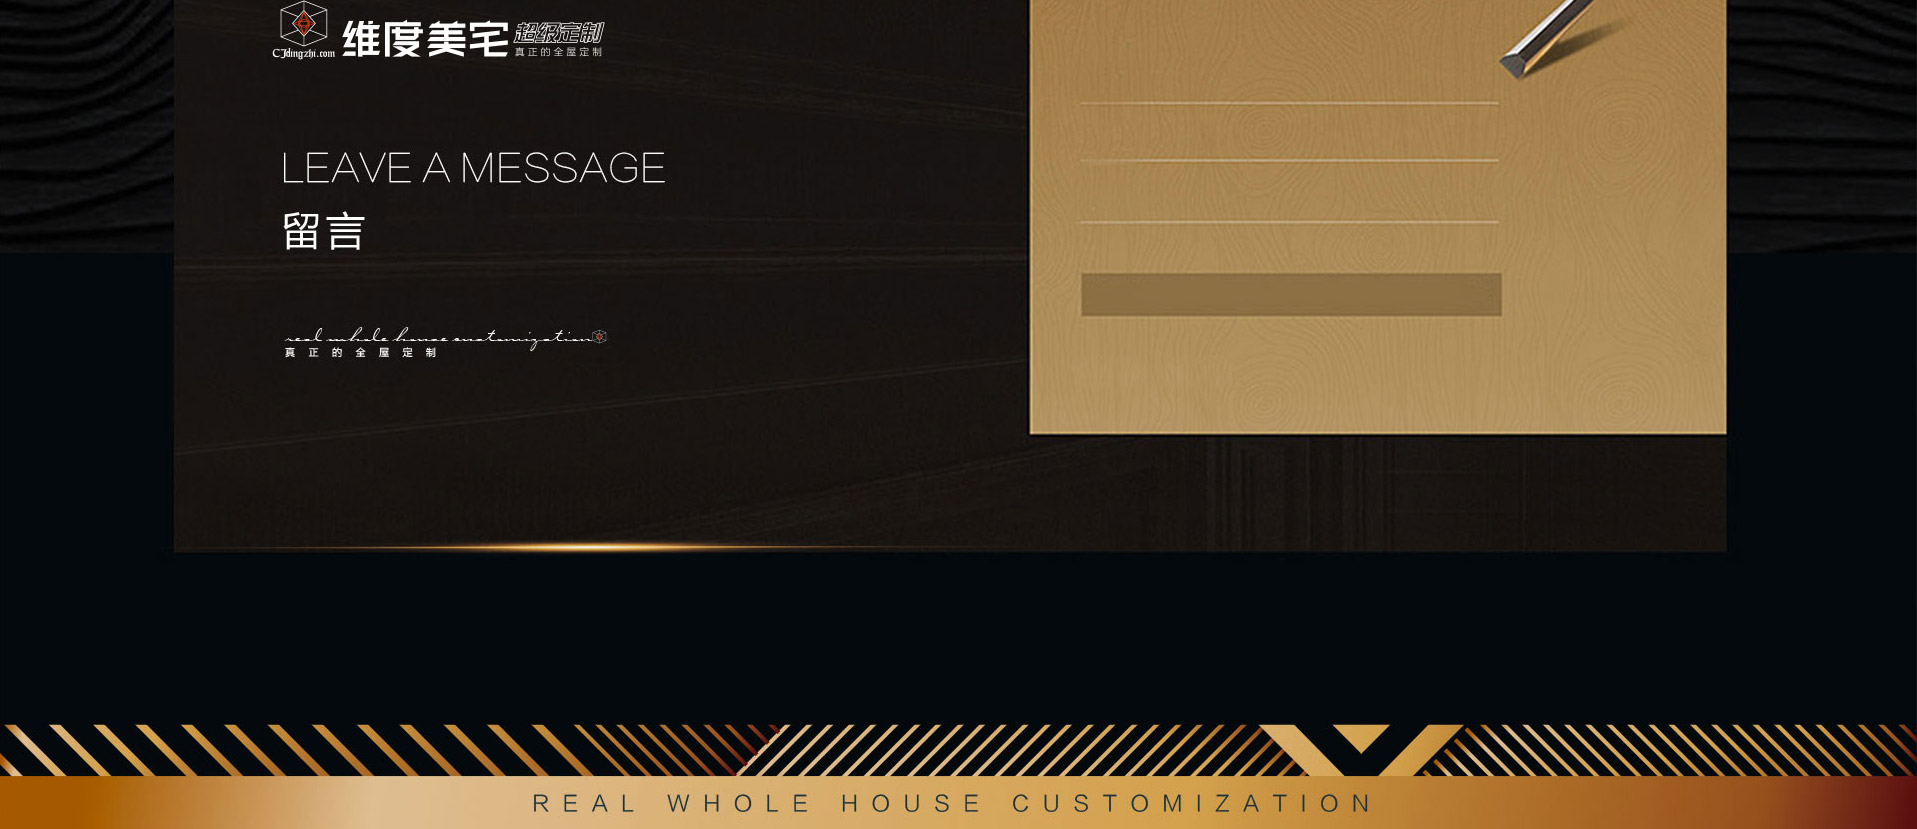 CJdingzhi.com
维度美宅
超级定制
真正的全屋定制
LEAVE A MESSAGE
留言
real whole house customization
真正的全屋定制
REAL WHOLE HOUSE CUSTOMIZATION